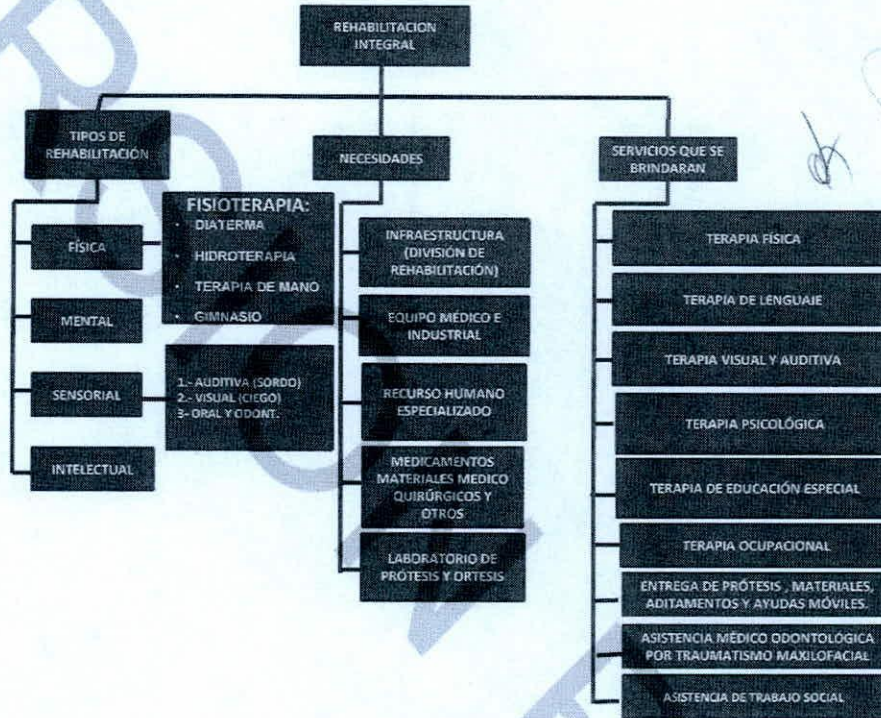 REHABILITACION
INTEGRAL
TIPOS DE
REHABILITACIÓN
FÍSICA
FISIOTERAPIA:
• DIATERMA
• HIDROTERAPIA
• TERAPIA DE MANO
• GIMNASIO
MENTAL
SENSORIAL
1.- AUDITIVA (SORDO)
2.- VISUAL (CIEGO)
3- ORAL Y ODONT.
INTELECTUAL
NECESIDADES
INFRAESTRUCTURA
(DIVISIÓN DE
REHABILITACIÓN)
EQUIPO MÉDICO E
INDUSTRIAL
RECURSO HUMANO
ESPECIALIZADO
MEDICAMENTOS
MATERIALES MEDICO
QUIRÚRGICOS Y
OTROS
LABORATORIO DE
PRÓTESIS Y ORTESIS
SERVICIOS QUE SE
BRINDARAN
TERAPIA FÍSICA
TERAPIA DE LENGUAJE
TERAPIA VISUAL Y AUDITIVA
TERAPIA PSICOLÓGICA
TERAPIA DE EDUCACIÓN ESPECIAL
TERAPIA OCUPACIONAL
ENTREGA DE PRÓTESIS , MATERIALES,
ADITAMENTOS Y AYUDAS MÓVILES.
ASISTENCIA MÉDICO ODONTOLÓGICA
POR TRAUMATISMO MAXILOFACIAL
ASISTENCIA DE TRABAJO SOCIAL